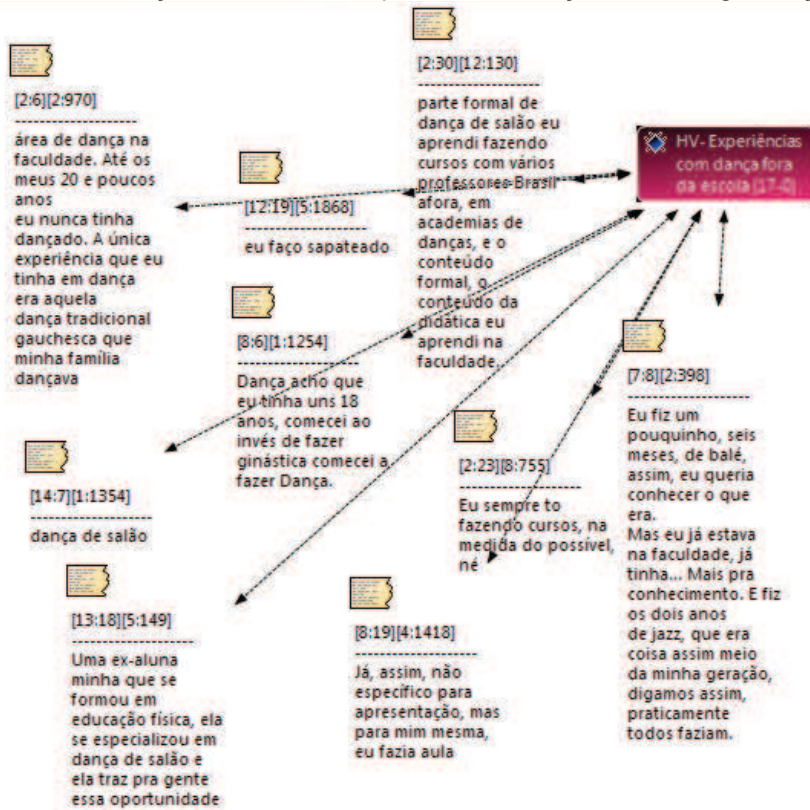 [2:6][2:970]
--------------------
área de dança na
faculdade. Até os
meus 20 e poucos
anos
eu nunca tinha
dançado. A única
experiência que eu
tinha em dança
era aquela
dança tradicional
gauchesca que
minha família
dançava
[12:19][5:1868]
--------------------
eu faço sapateado
[2:30][12:130]
--------------------
parte formal de
dança de salão eu
aprendi fazendo
cursos com vários
professores Brasil
afora, em
academias de
danças, e o
conteúdo
formal, o
conteúdo da
didática eu
aprendi na
faculdade..
HV- Experiências
com dança fora
da escola [17-0]
[8:6][1:1254]
--------------------
Dança acho que
eu tinha uns 18
anos, comecei ao
invés de fazer
ginástica comecei a
fazer Dança.
[7:8][2:398]
--------------------
Eu fiz um
pouquinho, seis
meses, de balé,
assim, eu queria
conhecer o que
era.
Mas eu já estava
na faculdade, já
tinha... Mais pra
conhecimento. E fiz
os dois anos
de jazz, que era
coisa assim meio
da minha geração,
digamos assim,
praticamente
todos faziam.
[14:7][1:1354]
--------------------
dança de salão
[2:23][8:755]
--------------------
Eu sempre to
fazendo cursos, na
medida do possível,
né
[13:18][5:149]
--------------------
Uma ex-aluna
minha que se
formou em
educação física, ela
se especializou em
dança de salão e
ela traz pra gente
essa oportunidade
[8:19][4:1418]
--------------------
Já, assim, não
específico para
apresentação, mas
para mim mesma,
eu fazia aula